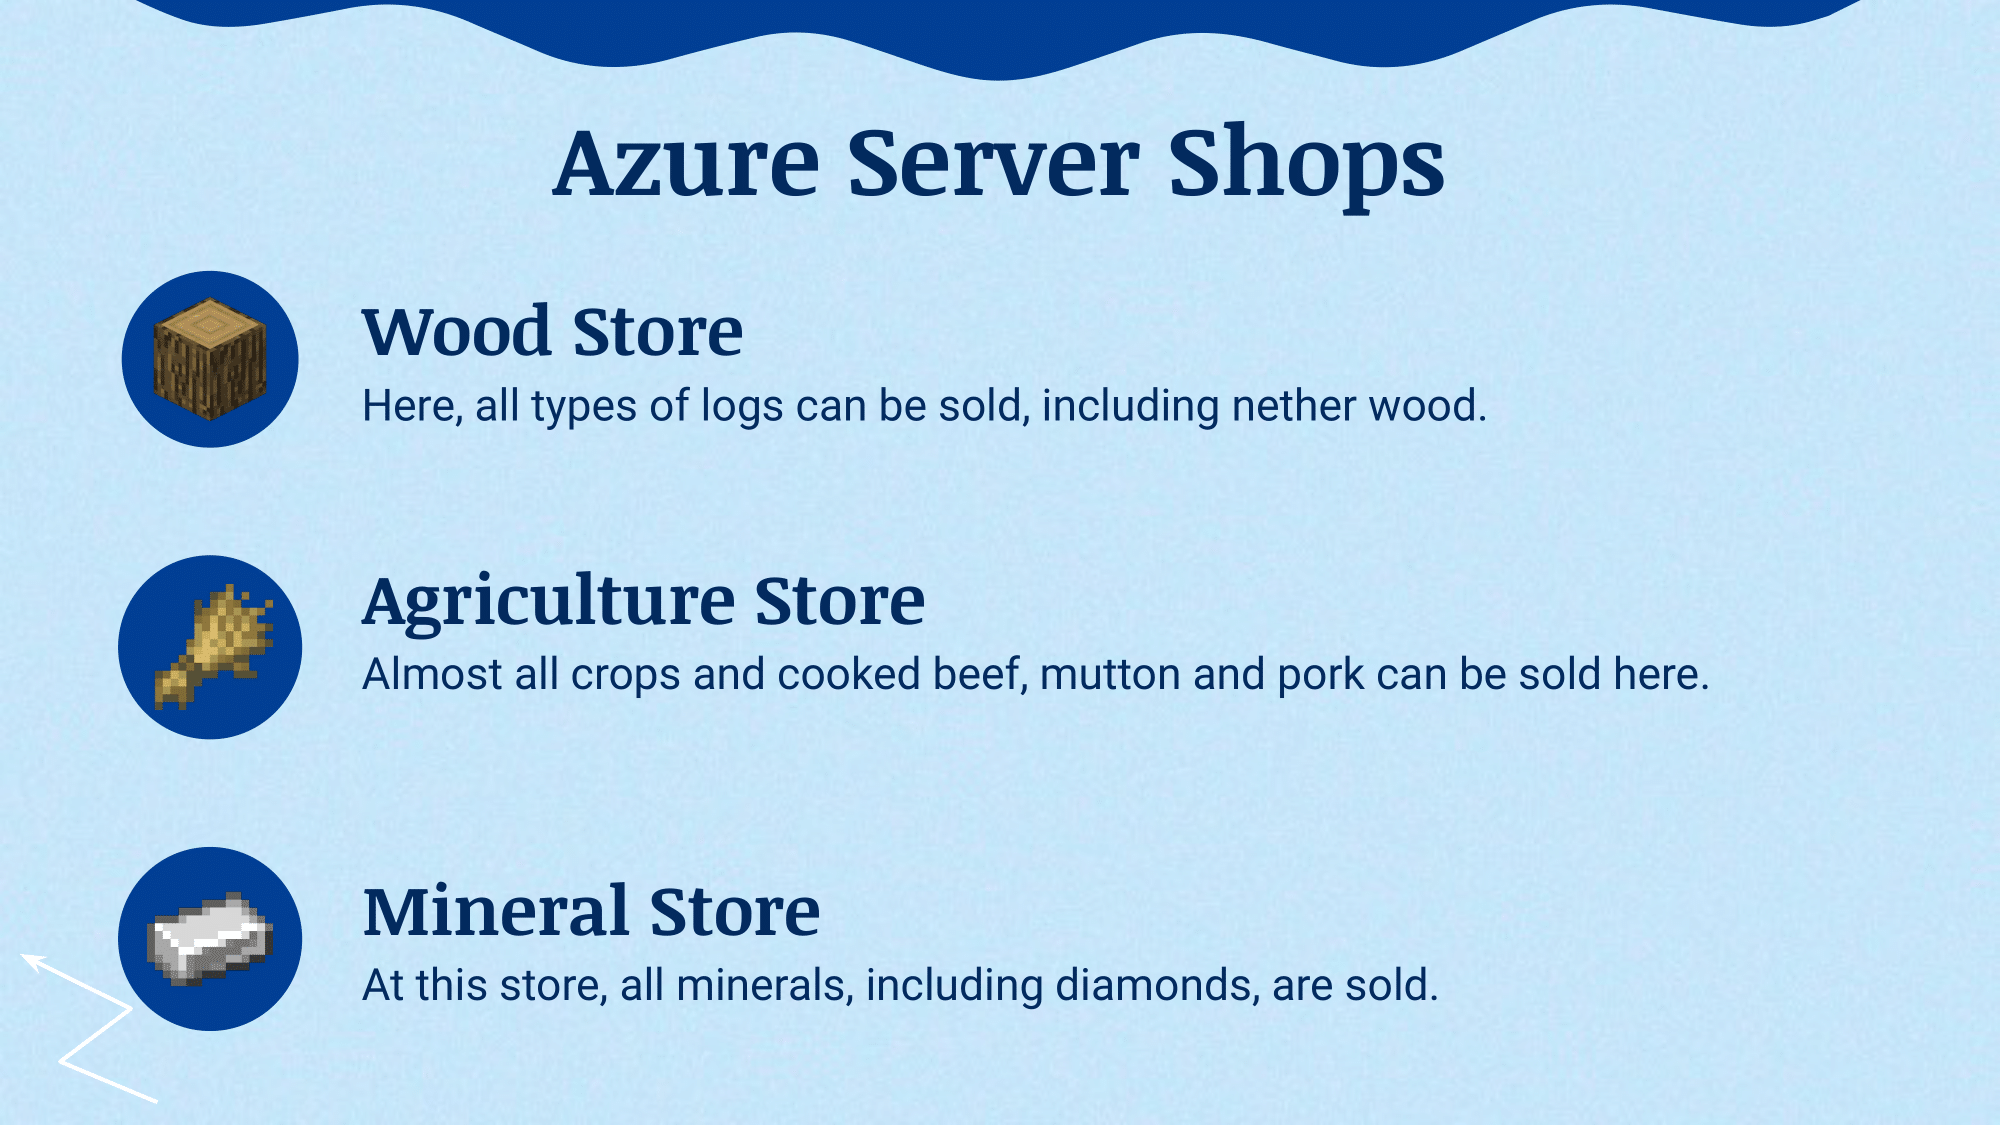 Azure Server Shops
Wood Store
Here, all types of logs can be sold, including nether wood.
Agriculture Store
Almost all crops and cooked beef, mutton and pork can be sold here.
Mineral Store
At this store, all minerals, including diamonds, are sold.